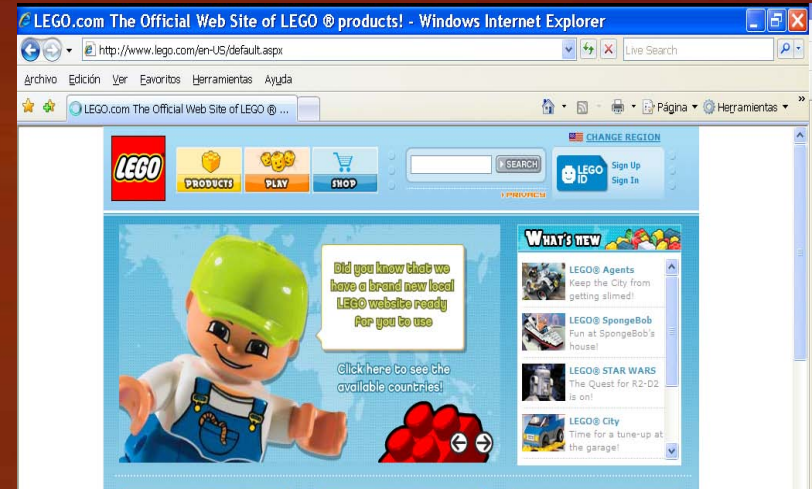 LEGO.com The Official Web Site of LEGO ® products! - Windows Internet Explorer
http://www.lego.com/en-US/default.aspx
Live Search
Archivo Edición Ver Favoritos Herramientas Ayuda
LEGO.com The Official Web Site of LEGO ® ...
Página Herramientas
CHANGE REGION
LEGO
PRODUCTS
PLAY
SHOP
SEARCH
PRIVACY
LEGO ID
Sign Up
Sign In
Did you know that we
have a brand new local
LEGO website ready
for you to use
Click here to see the
available countries!
WHAT'S NEW
LEGO® Agents
Keep the City from
getting slimed!
LEGO® SpongeBob
Fun at SpongeBob's
house!
LEGO® STAR WARS
The Quest for R2-D2
is on!
LEGO® City
Time for a tune-up at
the garage!